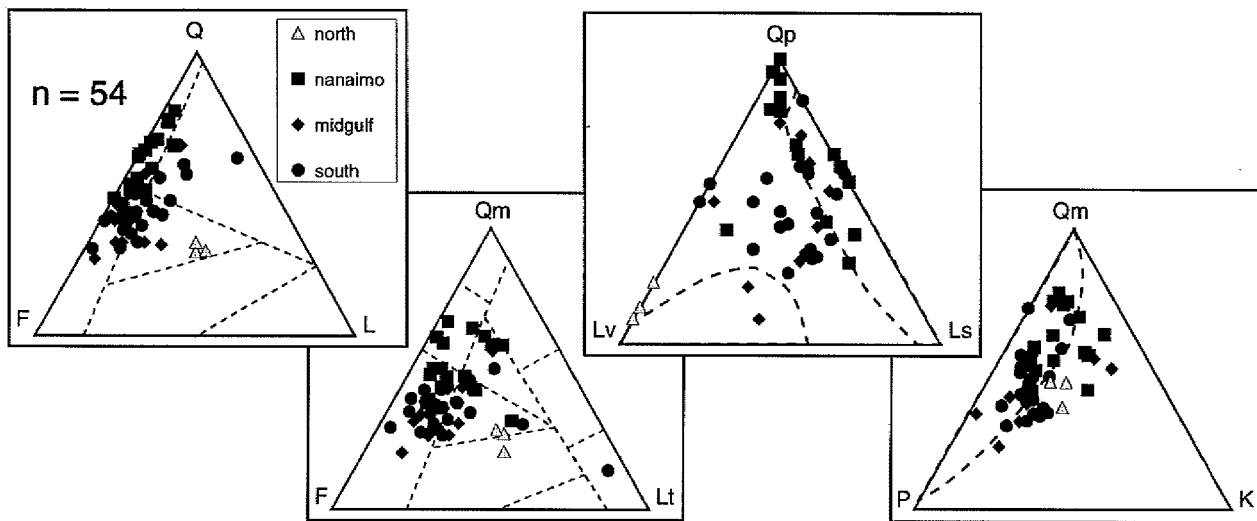 Q
n = 54
north
nanaimo
midgulf
south
F
L
Qm
F
Lt
Qp
Lv
Ls
Qm
P
K